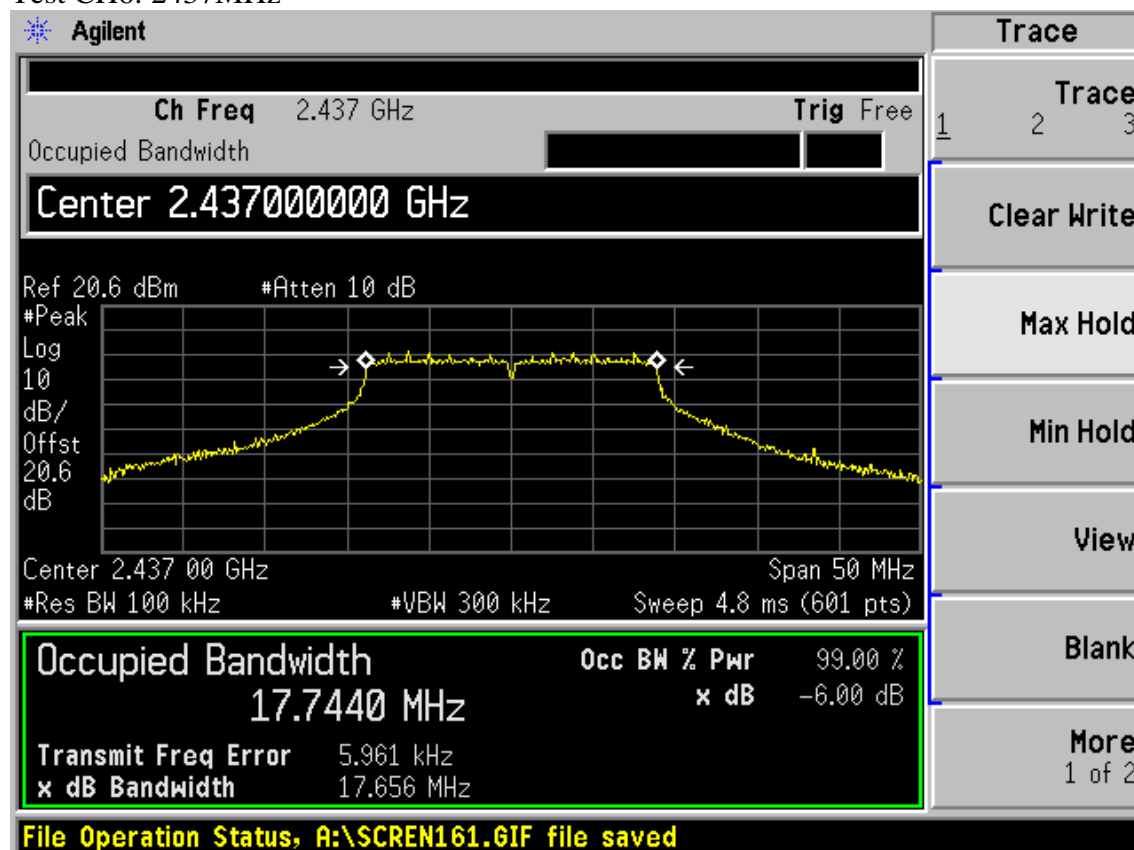 Test CH6: 2437MHz
Agilent
Trace
Ch Freq 2.437 GHz
Trig Free
Occupied Bandwidth
Center 2.437000000 GHz
Ref 20.6 dBm #Atten 10 dB
#Peak
Log
10
dB/
Offst
20.6
dB
Center 2.437 00 GHz
Span 50 MHz
#Res BW 100 kHz #VBW 300 kHz Sweep 4.8 ms (601 pts)
Occupied Bandwidth
17.7440 MHz
Occ BW % Pwr 99.00 %
x dB -6.00 dB
Transmit Freq Error 5.961 kHz
x dB Bandwidth 17.656 MHz
File Operation Status, A:\SCREN161.GIF file saved
Trace
1 2 3
Clear Write
Max Hold
Min Hold
View
Blank
More
1 of 2